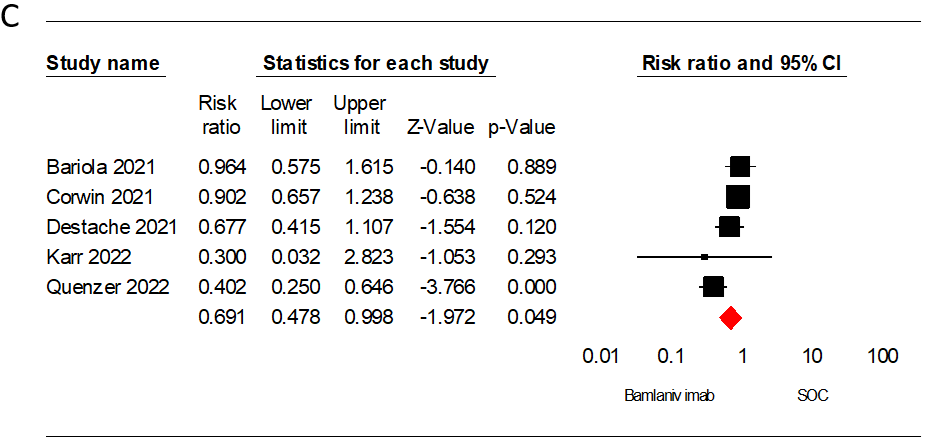 C
Study name Statistics for each study Risk ratio and 95% CI
Risk Lower Upper
ratio limit limit Z-Value p-Value
Bariola 2021 0.964 0.575 1.615 -0.140 0.889
Corwin 2021 0.902 0.657 1.238 -0.638 0.524
Destache 2021 0.677 0.415 1.107 -1.554 0.120
Karr 2022 0.300 0.032 2.823 -1.053 0.293
Quenzer 2022 0.402 0.250 0.646 -3.766 0.000
0.691 0.478 0.998 -1.972 0.049
0.01 0.1 1 10 100
Bamlaniv imab SOC